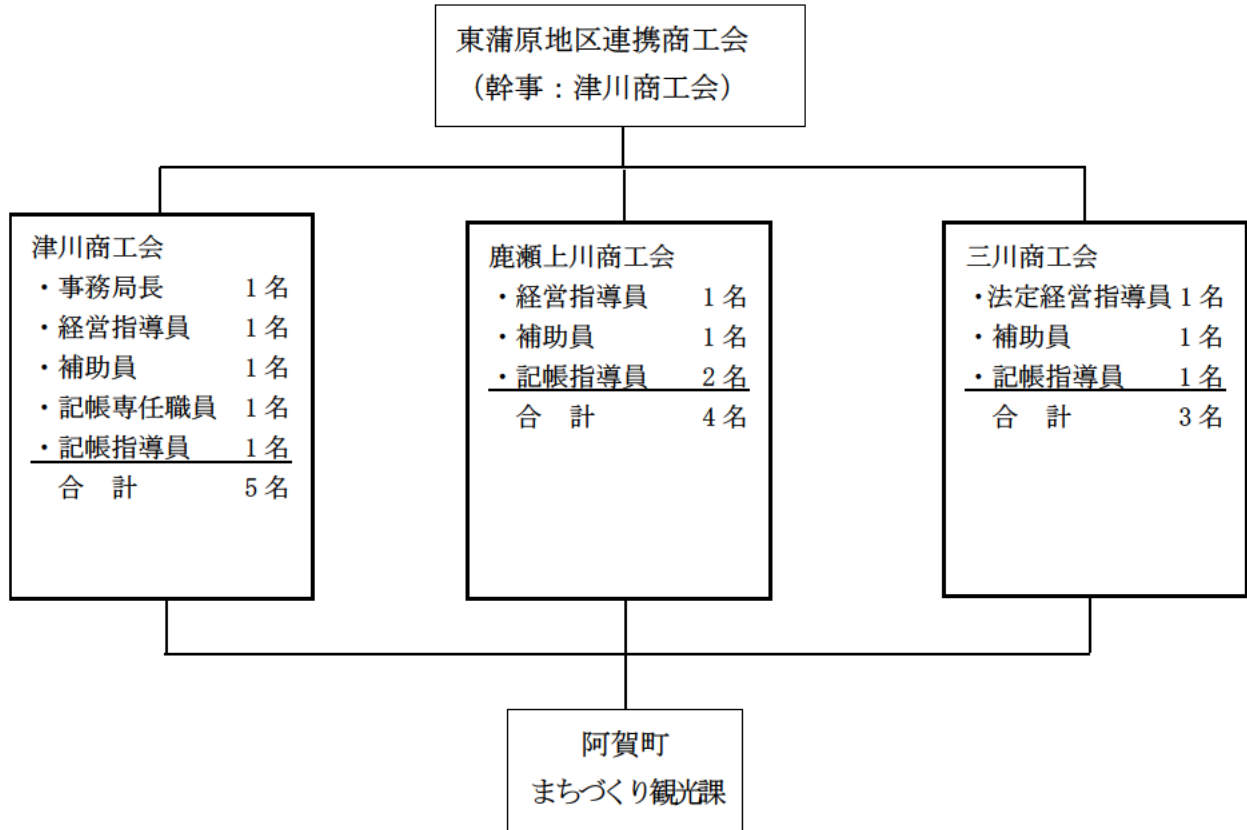 東蒲原地区連携商工会
（幹事：津川商工会）
津川商工会
・事務局長 1名
・経営指導員 1名
・補助員 1名
・記帳専任職員 1名
・記帳指導員 1名
合 計 5名
鹿瀬上川商工会
・経営指導員 1名
・補助員 1名
・記帳指導員 2名
合 計 4名
三川商工会
・法定経営指導員 1名
・補助員 1名
・記帳指導員 1名
合 計 3名
阿賀町
まちづくり観光課